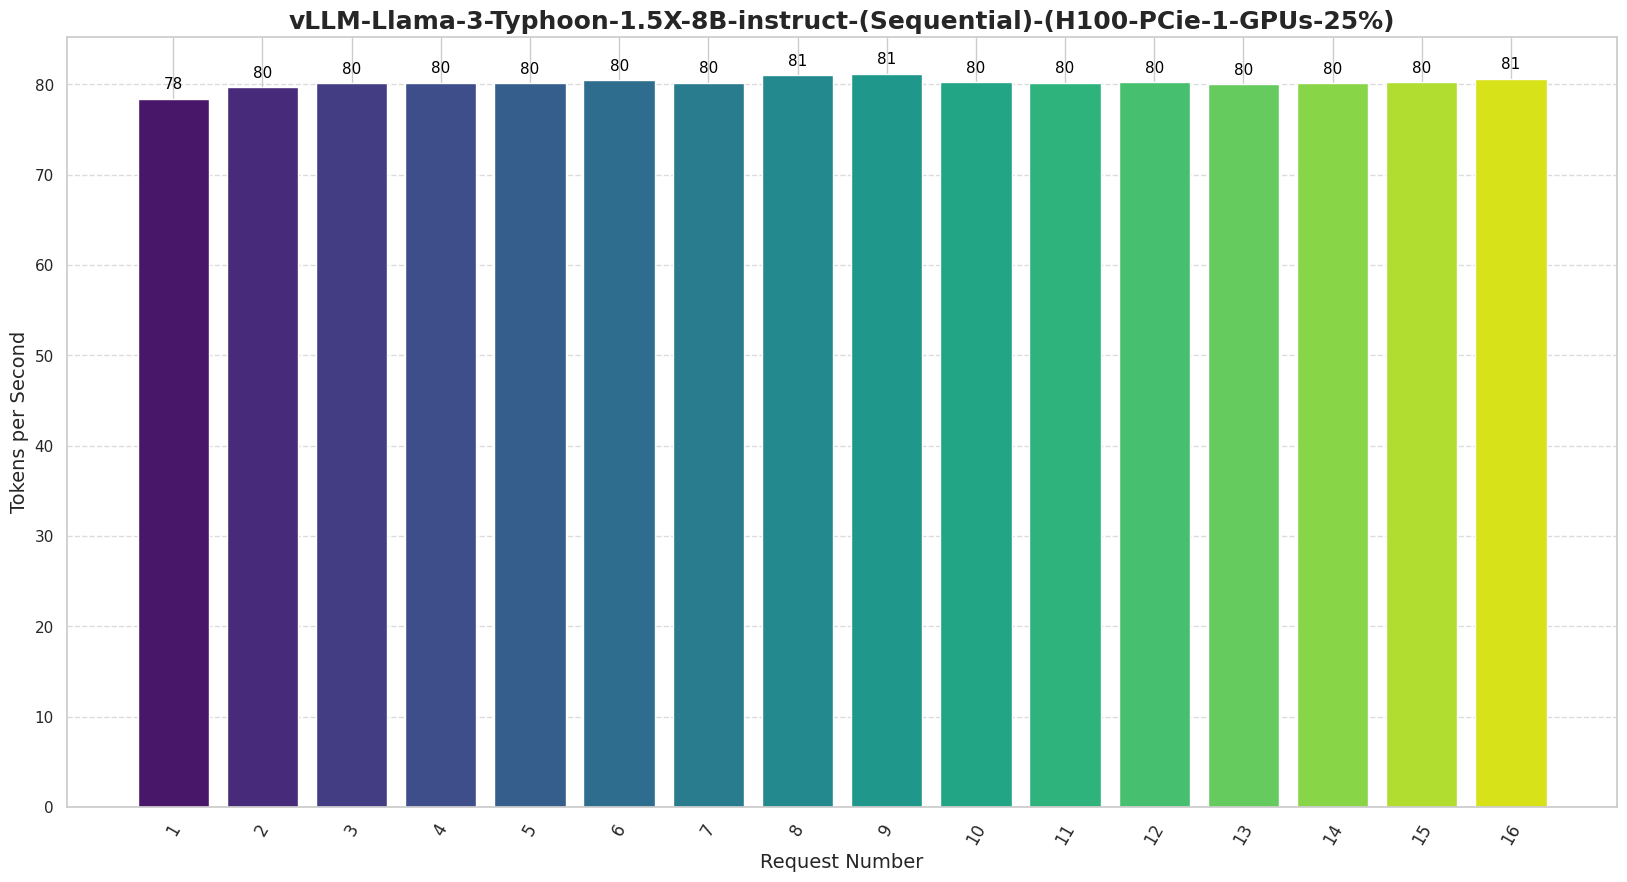 vLLM-Llama-3-Typhoon-1.5X-8B-instruct-(Sequential)-(H100-PCie-1-GPUs-25%)
78 80 80 80 80 80 80 81 81 80 80 80 80 80 80 81
80
70
60
50
40
30
20
10
0
Tokens per Second
1 2 3 4 5 6 7 8 9 10 11 12 13 14 15 16
Request Number